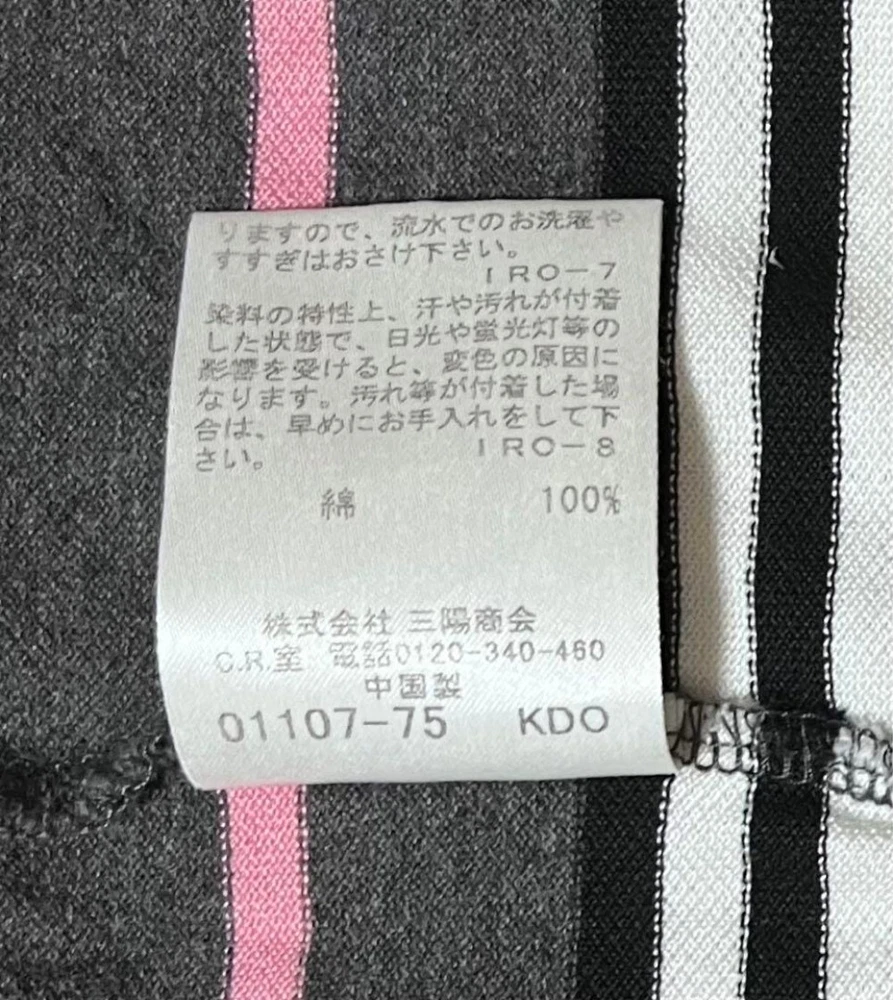 りますので、流水でのお洗濯や
すすぎはおさけ下さい。
IRO-7
染料の特性上、汗や汚れが付着
した状態で、日光や蛍光灯等の
影響を受けると、変色の原因に
なります。汚れ等が付着した場
合は、早めにお手入れをして下
さい。 IRO-8
綿 100%
株式会社 三陽商会
C.R.室 電話0120-340-460
中国製
01107-75 KDO